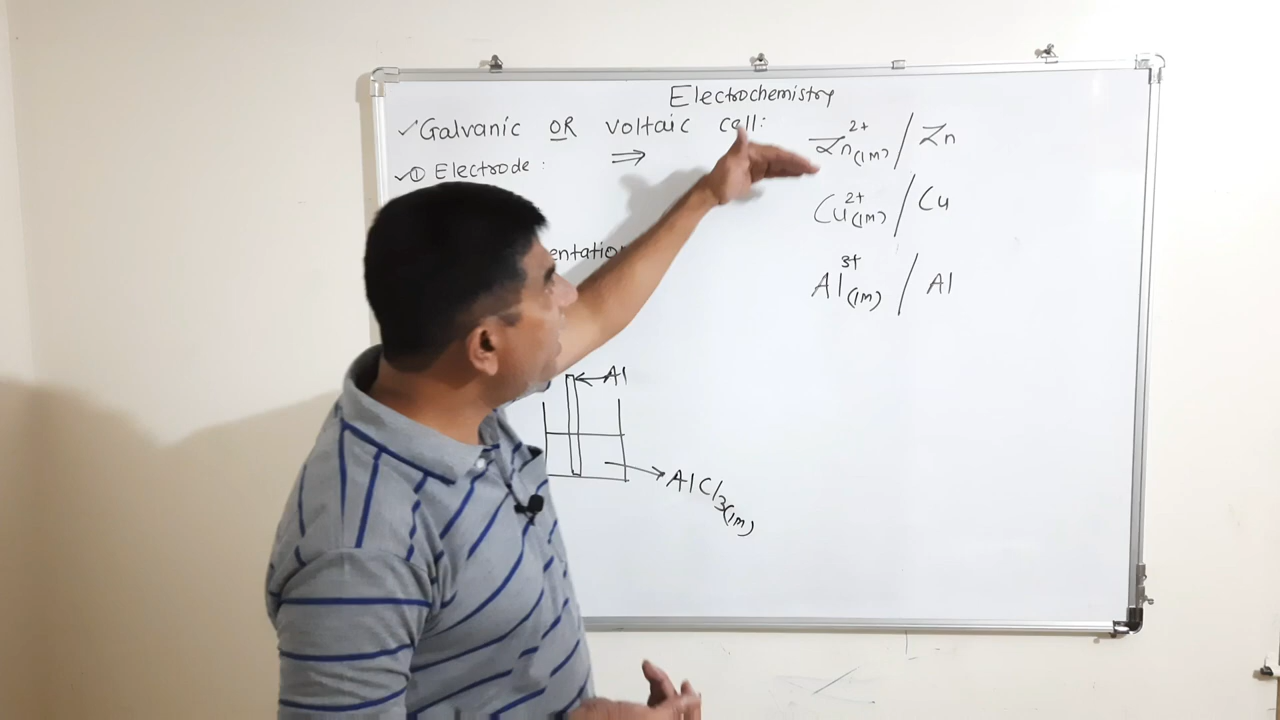 Electrochemistry
✓ Galvanic OR voltaic cell:
✓① Electrode : ⇒
Zn²⁺(1M) / Zn
Cu²⁺(1M) / Cu
Al³⁺(1M) / Al
Al
AlCl₃(1M)